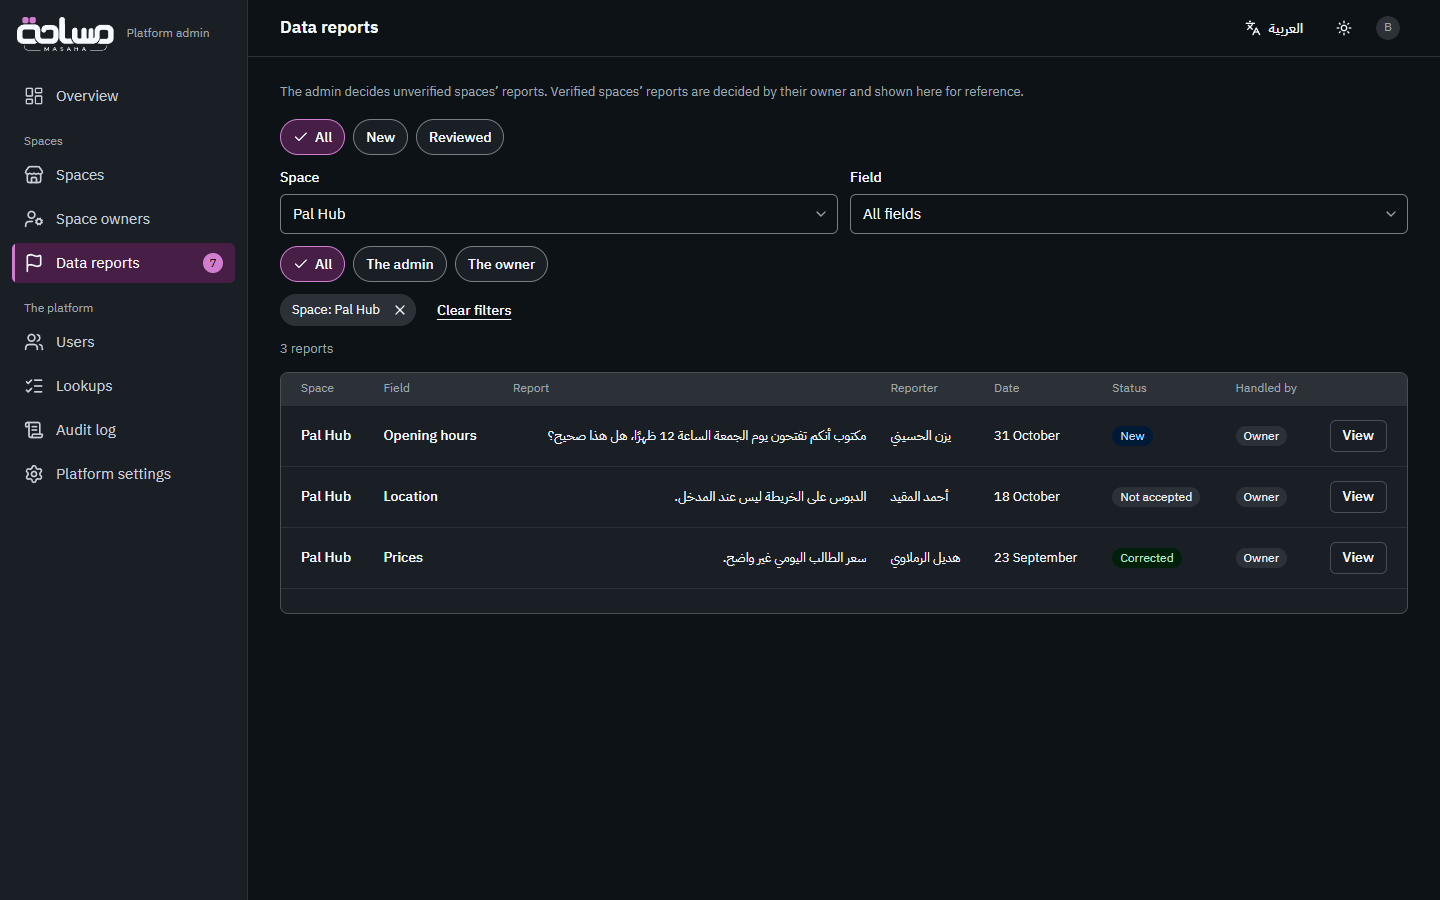 مساحة
MASAHA
Platform admin
Data reports
العربية
B
Overview
Spaces
Spaces
Space owners
Data reports 7
The platform
Users
Lookups
Audit log
Platform settings
The admin decides unverified spaces’ reports. Verified spaces’ reports are decided by their owner and shown here for reference.
All New Reviewed
Space Field
Pal Hub All fields
All The admin The owner
Space: Pal Hub Clear filters
3 reports
Space Field Report Reporter Date Status Handled by
Pal Hub Opening hours مكتوب أنكم تفتحون يوم الجمعة الساعة 12 ظهرًا، هل هذا صحيح؟ يزن الحسيني 31 October New Owner View
Pal Hub Location الدبوس على الخريطة ليس عند المدخل. أحمد المقيد 18 October Not accepted Owner View
Pal Hub Prices سعر الطالب اليومي غير واضح. هديل الرملاوي 23 September Corrected Owner View